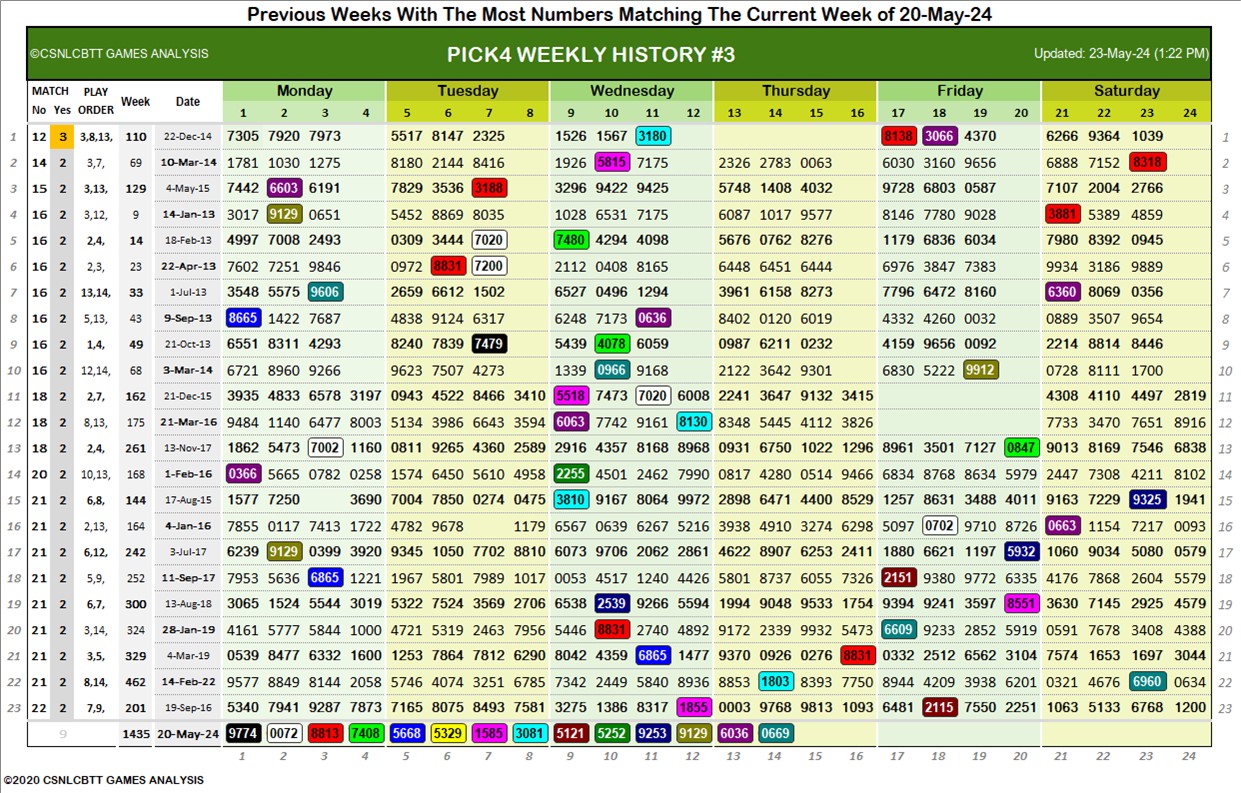 Previous Weeks With The Most Numbers Matching The Current Week of 20-May-24
©CSNLCBTT GAMES ANALYSIS PICK4 WEEKLY HISTORY #3 Updated: 23-May-24 (1:22 PM)
MATCH PLAY Week Date Monday Tuesday Wednesday Thursday Friday Saturday
No Yes ORDER 1 2 3 4 5 6 7 8 9 10 11 12 13 14 15 16 17 18 19 20 21 22 23 24
1 12 3 3,8,13, 110 22-Dec-14 7305 7920 7973 5517 8147 2325 1526 1567 3180 8138 3066 4370 6266 9364 1039 1
2 14 2 3,7, 69 10-Mar-14 1781 1030 1275 8180 2144 8416 1926 5815 7175 2326 2783 0063 6030 3160 9656 6888 7152 8318 2
3 15 2 3,13, 129 4-May-15 7442 6603 6191 7829 3536 3188 3296 9422 9425 5748 1408 4032 9728 6803 0587 7107 2004 2766 3
4 16 2 3,12, 9 14-Jan-13 3017 9129 0651 5452 8869 8035 1028 6531 7175 6087 1017 9577 8146 7780 9028 3881 5389 4859 4
5 16 2 2,4, 14 18-Feb-13 4997 7008 2493 0309 3444 7020 7480 4294 4098 5676 0762 8276 1179 6836 6034 7980 8392 0945 5
6 16 2 2,3, 23 22-Apr-13 7602 7251 9846 0972 8831 7200 2112 0408 8165 6448 6451 6444 6976 3847 7383 9934 3186 9889 6
7 16 2 13,14, 33 1-Jul-13 3548 5575 9606 2659 6612 1502 6527 0496 1294 3961 6158 8273 7796 6472 8160 6360 8069 0356 7
8 16 2 5,13, 43 9-Sep-13 8665 1422 7687 4838 9124 6317 6248 7173 0636 8402 0120 6019 4332 4260 0032 0889 3507 9654 8
9 16 2 1,4, 49 21-Oct-13 6551 8311 4293 8240 7839 7479 5439 4078 6059 0987 6211 0232 4159 9656 0092 2214 8814 8446 9
10 16 2 12,14, 68 3-Mar-14 6721 8960 9266 9623 7507 4273 1339 0966 9168 2122 3642 9301 6830 5222 9912 0728 8111 1700 10
11 18 2 2,7, 162 21-Dec-15 3935 4833 6578 3197 0943 4522 8466 3410 5518 7473 7020 6008 2241 3647 9132 3415 4308 4110 4497 2819 11
12 18 2 8,13, 175 21-Mar-16 9484 1140 6477 8003 5134 3986 6643 3594 6063 7742 9161 8130 8348 5445 4112 3826 7733 3470 7651 8916 12
13 18 2 2,4, 261 13-Nov-17 1862 5473 7002 1160 0811 9265 4360 2589 2916 4357 8168 8968 0931 6750 1022 1296 8961 3501 7127 0847 9013 8169 7546 6838 13
14 20 2 10,13, 168 1-Feb-16 0366 5665 0782 0258 1574 6450 5610 4958 2255 4501 2463 5290 0817 4280 0514 9466 6834 8768 8634 5979 2447 7308 4211 8102 14
15 21 2 6,8, 144 17-Aug-15 1577 7250 3690 7004 7850 0274 0475 3810 9167 8064 9972 2898 6471 4400 8529 1257 8631 3488 4011 9163 7229 9325 1941 15
16 21 2 2,13, 164 4-Jan-16 7855 0117 7413 1722 4782 9678 1179 6567 0639 6267 5216 3938 4910 3274 6298 5097 0702 9710 8726 0663 1154 7217 0093 16
17 21 2 6,12, 242 3-Jul-17 6239 9129 0399 3920 9345 1050 7702 8810 6073 9706 2062 2861 4622 8907 6253 2411 1880 6621 1197 5932 1060 9034 5080 0579 17
18 21 2 5,9, 252 11-Sep-17 7953 5636 6865 1221 1967 5801 7989 1017 0053 4517 1240 4426 5801 8737 6055 7326 2151 9380 9772 6335 4176 7868 2604 5579 18
19 21 2 6,7, 300 13-Aug-18 3065 1524 5544 3019 5322 7524 3569 2706 6538 2539 9266 5594 1994 9048 9533 1754 9394 9241 3597 8551 3630 7145 2925 4579 19
20 21 2 3,14, 324 28-Jan-19 4161 5777 5844 1000 4721 5319 2463 7956 5446 8831 2740 4892 9172 2339 9932 5473 6609 9233 2852 5919 0591 7678 3408 4388 20
21 21 2 3,5, 329 4-Mar-19 0539 8477 6332 1600 1253 7864 7812 6290 8042 4359 6865 1477 9370 0926 0276 8831 0332 2512 6562 3104 7574 1653 1697 3044 21
22 21 2 8,14, 462 14-Feb-22 9577 8849 8144 2058 5746 4074 3251 6785 7342 2449 5840 8936 8853 1803 8393 7750 8944 4209 3938 6201 0321 4676 6960 0634 22
23 22 2 7,9, 201 19-Sep-16 5340 7941 9287 7873 7165 8075 8493 7581 3275 1386 8317 1855 0003 9768 9813 1093 6481 2115 7550 2251 1063 5133 6768 1200 23
9 1435 20-May-24 9774 0072 8813 7408 5668 5329 1585 3081 5121 5252 9253 9129 6036 0669
1 2 3 4 5 6 7 8 9 10 11 12 13 14 15 16 17 18 19 20 21 22 23 24
©2020 CSNLCBTT GAMES ANALYSIS